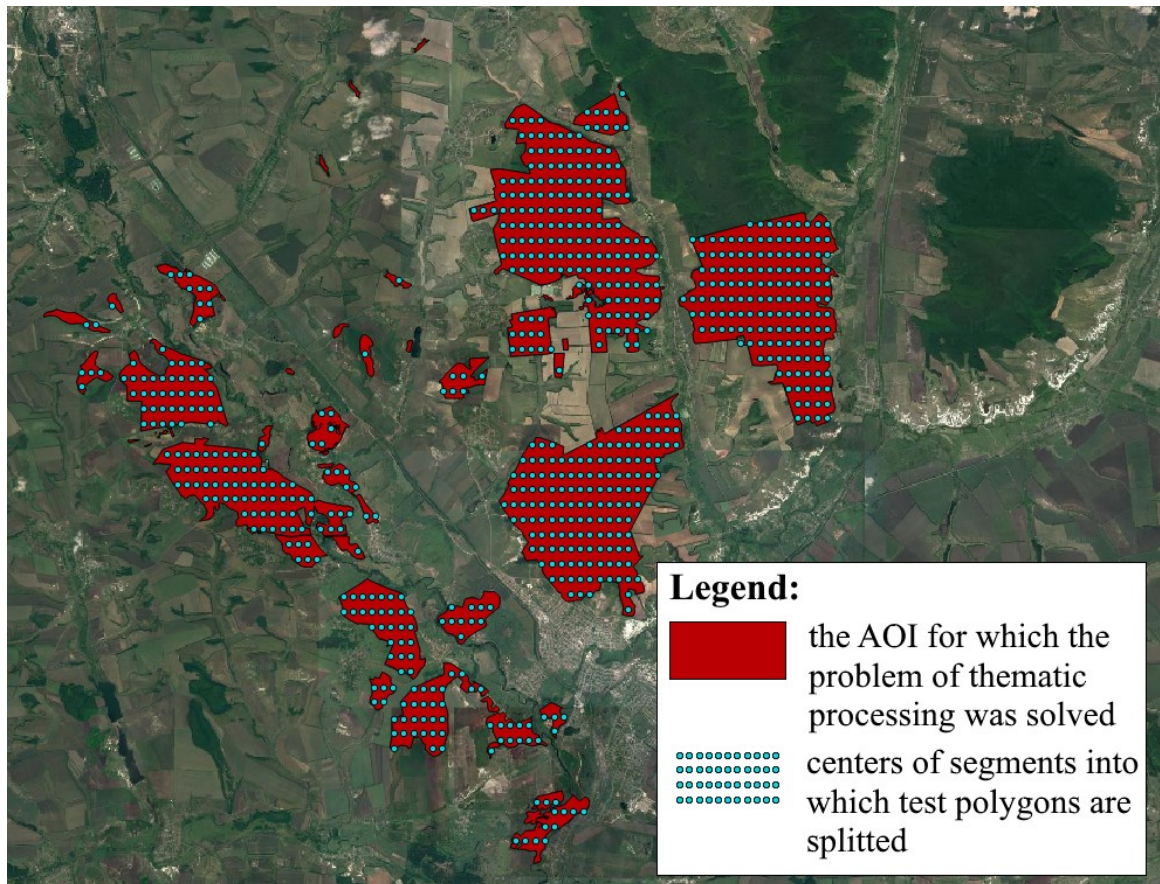 Legend:
the AOI for which the
problem of thematic
processing was solved
centers of segments into
which test polygons are
splitted